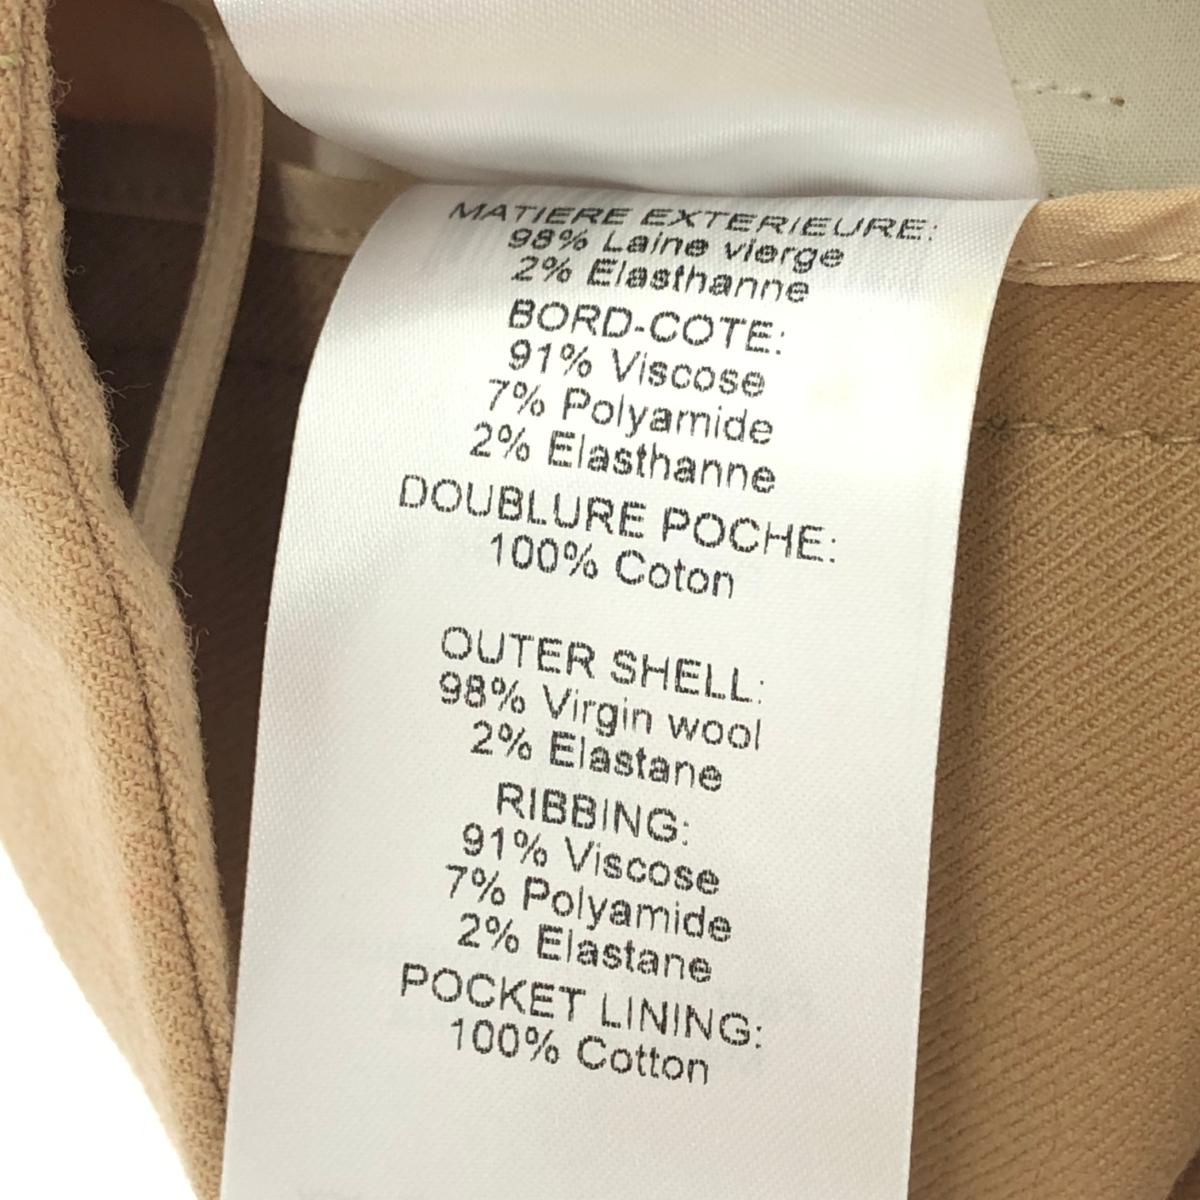 MATIERE EXTERIEURE:
98% Laine vierge
2% Elasthanne
BORD-COTE:
91% Viscose
7% Polyamide
2% Elasthanne
DOUBLURE POCHE:
100% Coton
OUTER SHELL:
98% Virgin wool
2% Elastane
RIBBING:
91% Viscose
7% Polyamide
2% Elastane
POCKET LINING:
100% Cotton